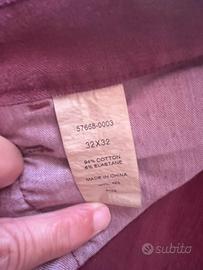 57668-0003
32X32
94% COTTON
6% ELASTANE
MADE IN CHINA
subito